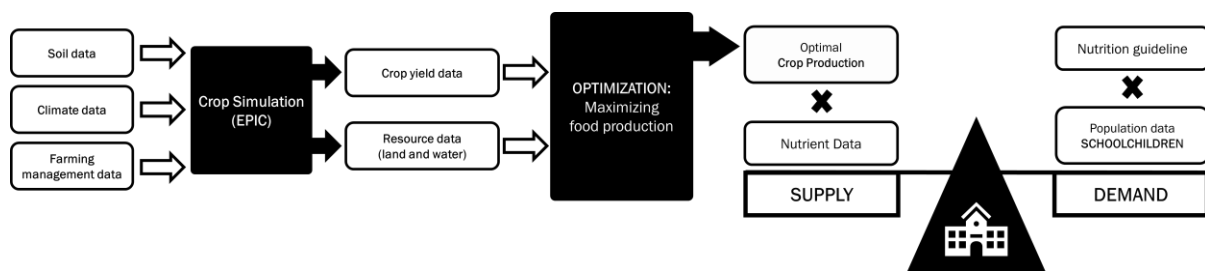 Soil data
Climate data
Farming
management data
Crop Simulation
(EPIC)
Crop yield data
Resource data
(land and water)
OPTIMIZATION:
Maximizing
food production
Optimal
Crop Production
Nutrient Data
SUPPLY
Nutrition guideline
Population data
SCHOOLCHILDREN
DEMAND